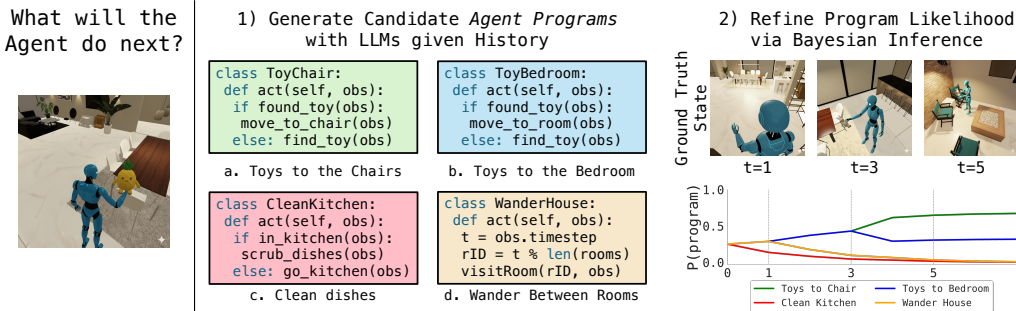 What will the
Agent do next?
1) Generate Candidate Agent Programs
with LLMs given History
class ToyChair:
def act(self, obs):
if found_toy(obs):
move_to_chair(obs)
else: find_toy(obs)
a. Toys to the Chairs
class ToyBedroom:
def act(self, obs):
if found_toy(obs):
move_to_room(obs)
else: find_toy(obs)
b. Toys to the Bedroom
class CleanKitchen:
def act(self, obs):
if in_kitchen(obs):
scrub_dishes(obs)
else: go_kitchen(obs)
c. Clean dishes
class WanderHouse:
def act(self, obs):
t = obs.timestep
rID = t % len(rooms)
visitRoom(rID, obs)
d. Wander Between Rooms
2) Refine Program Likelihood
via Bayesian Inference
Ground Truth
State
t=1
t=3
t=5
P(program)
1.0
0.5
0.0
0
1
3
5
Toys to Chair
Toys to Bedroom
Clean Kitchen
Wander House